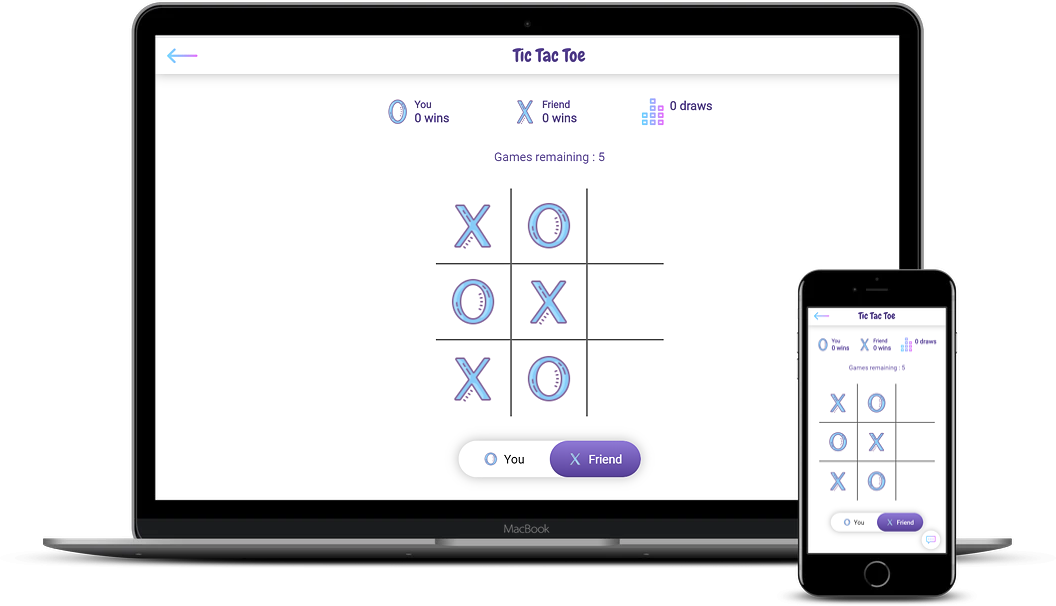 Tic Tac Toe
You
0 wins
Friend
0 wins
0 draws
Games remaining : 5
X O
O X
X O
O You
X Friend
MacBook
Tic Tac Toe
You
0 wins
Friend
0 wins
0 draws
Games remaining : 5
X O
O X
X O
O You
X Friend